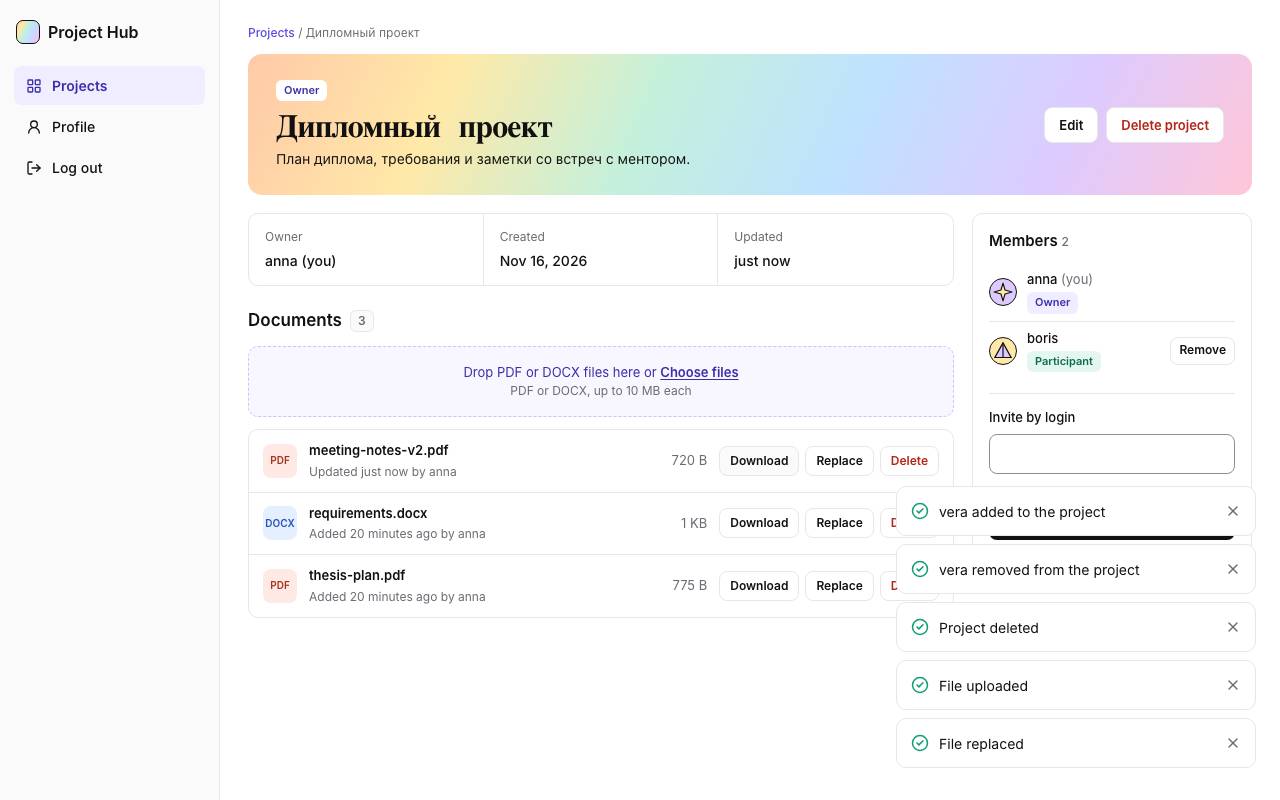 Project Hub
Projects
Profile
Log out
Projects / Дипломный проект
Owner
Дипломный проект
План диплома, требования и заметки со встреч с ментором.
Edit
Delete project
Owner
anna (you)
Created
Nov 16, 2026
Updated
just now
Documents 3
Drop PDF or DOCX files here or Choose files
PDF or DOCX, up to 10 MB each
PDF
meeting-notes-v2.pdf
Updated just now by anna
720 B
Download
Replace
Delete
DOCX
requirements.docx
Added 20 minutes ago by anna
1 KB
Download
Replace
PDF
thesis-plan.pdf
Added 20 minutes ago by anna
775 B
Download
Replace
Members 2
anna (you)
Owner
boris
Participant
Remove
Invite by login
vera added to the project
vera removed from the project
Project deleted
File uploaded
File replaced